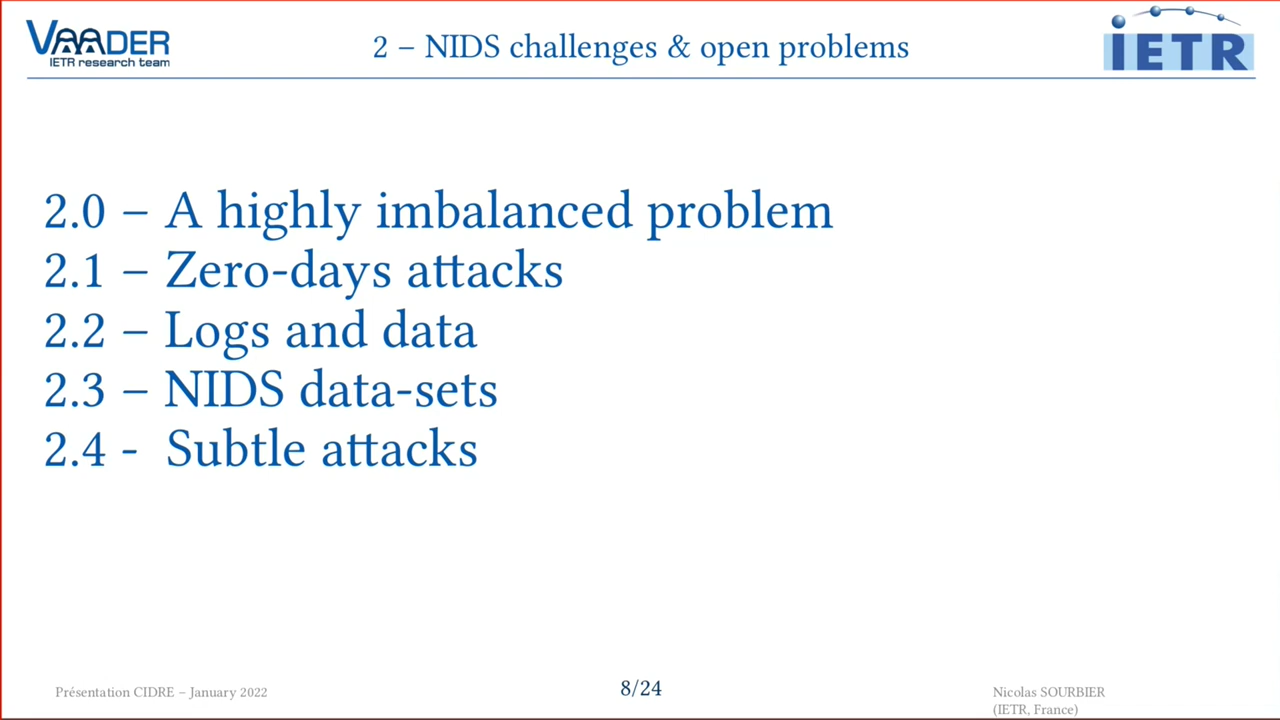 VAADER
IETR research team
2 – NIDS challenges & open problems
iETR
2.0 – A highly imbalanced problem
2.1 – Zero-days attacks
2.2 – Logs and data
2.3 – NIDS data-sets
2.4 - Subtle attacks
Présentation CIDRE – January 2022
8/24
Nicolas SOURBIER
(IETR, France)